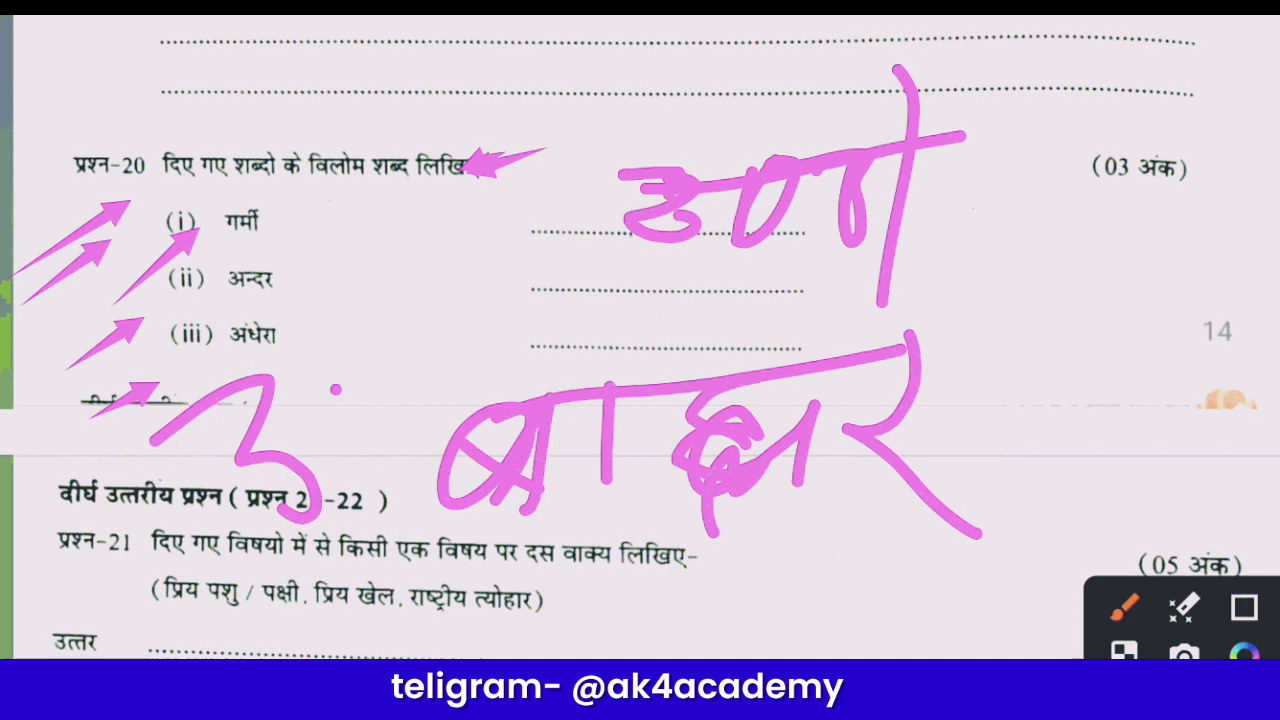 प्रश्न-20 दिए गए शब्दो के विलोम शब्द लिखि (03 अंक)
(i) गर्मी
(ii) अन्दर
(iii) अंधेरा
14
बाहर
दीर्घ उत्तरीय प्रश्न ( प्रश्न 2 -22 )
प्रश्न-21 दिए गए विषयो में से किसी एक विषय पर दस वाक्य लिखिए- (05 अंक)
(प्रिय पशु / पक्षी, प्रिय खेल, राष्ट्रीय त्योहार)
उत्तर
teligram- @ak4academy